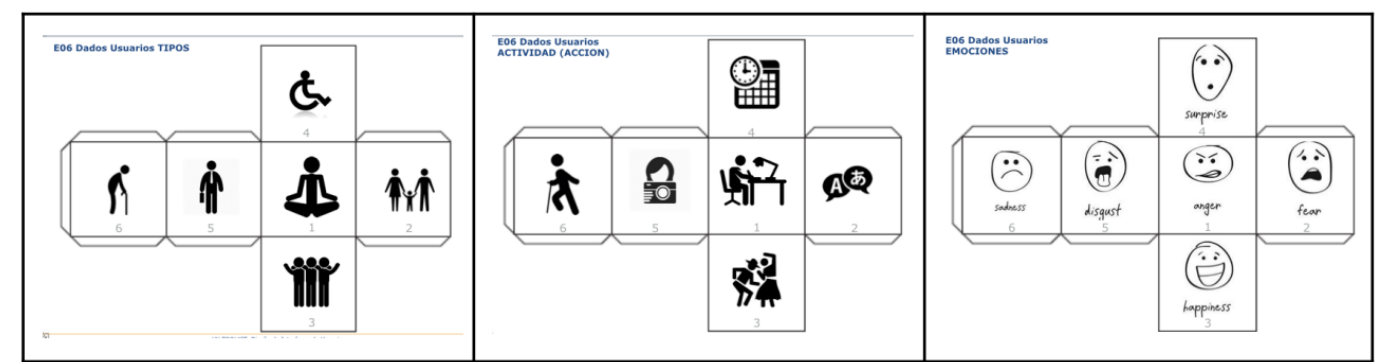 E06 Dados Usuarios TIPOS
4
6
5
1
2
3
E06 Dados Usuarios
ACTIVIDAD (ACCION)
4
A あ
6
5
1
2
3
E06 Dados Usuarios
EMOCIONES
surprise
4
sadness
disgust
anger
fear
6
5
1
2
happiness
3